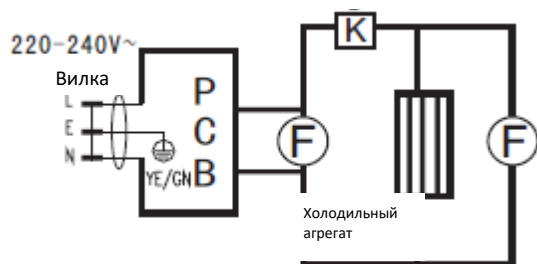 220-240V~
Вилка
L
E
N
YE/GN
P
C
B
F
K
F
Холодильный
агрегат